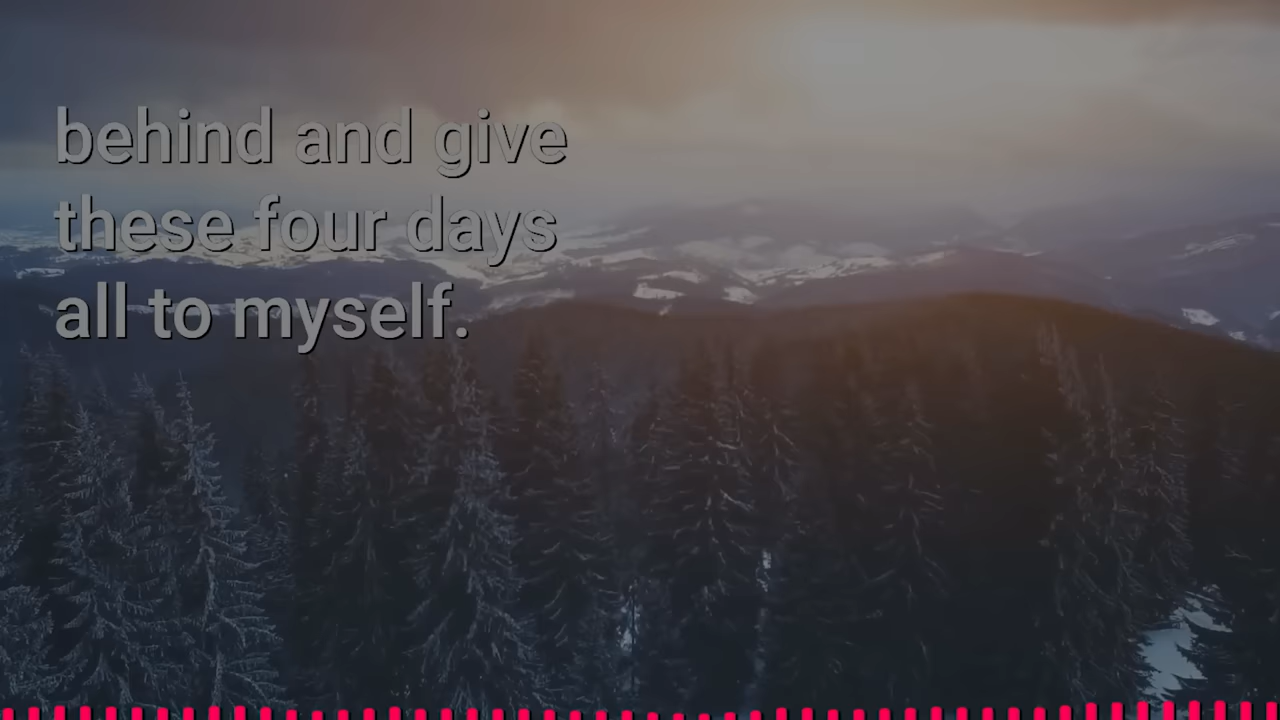 behind and give
these four days
all to myself.